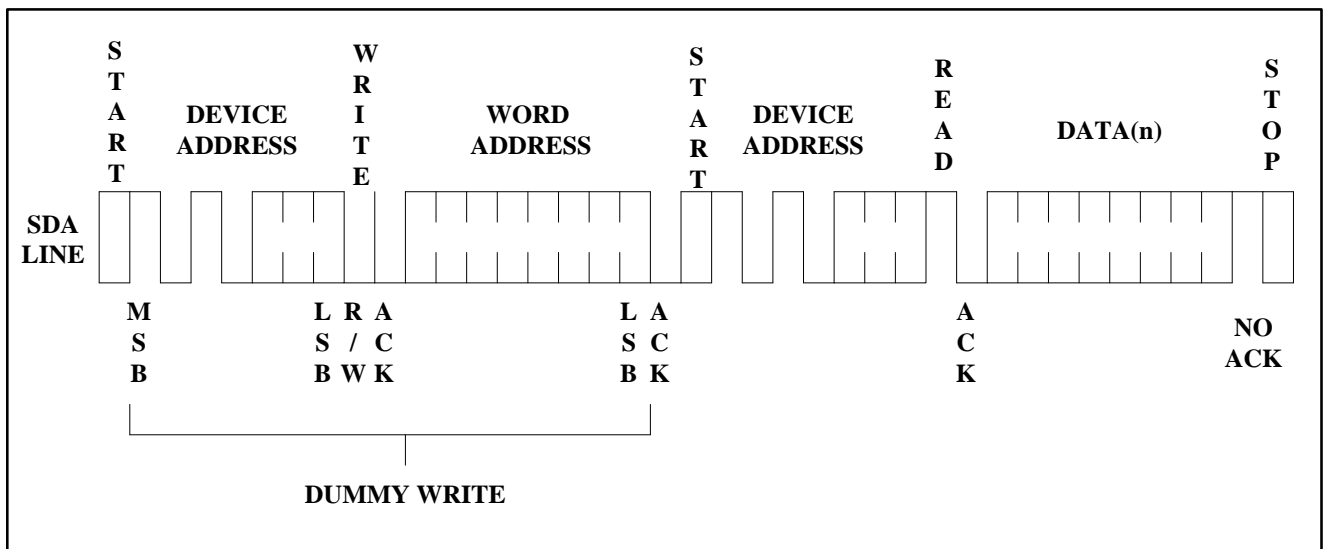 START
WRITE
START
READ
STOP
DEVICE
ADDRESS
WORD
ADDRESS
DEVICE
ADDRESS
DATA(n)
SDA
LINE
MSB
LSB
R/W
ACK
LSB
ACK
ACK
NO
ACK
DUMMY WRITE